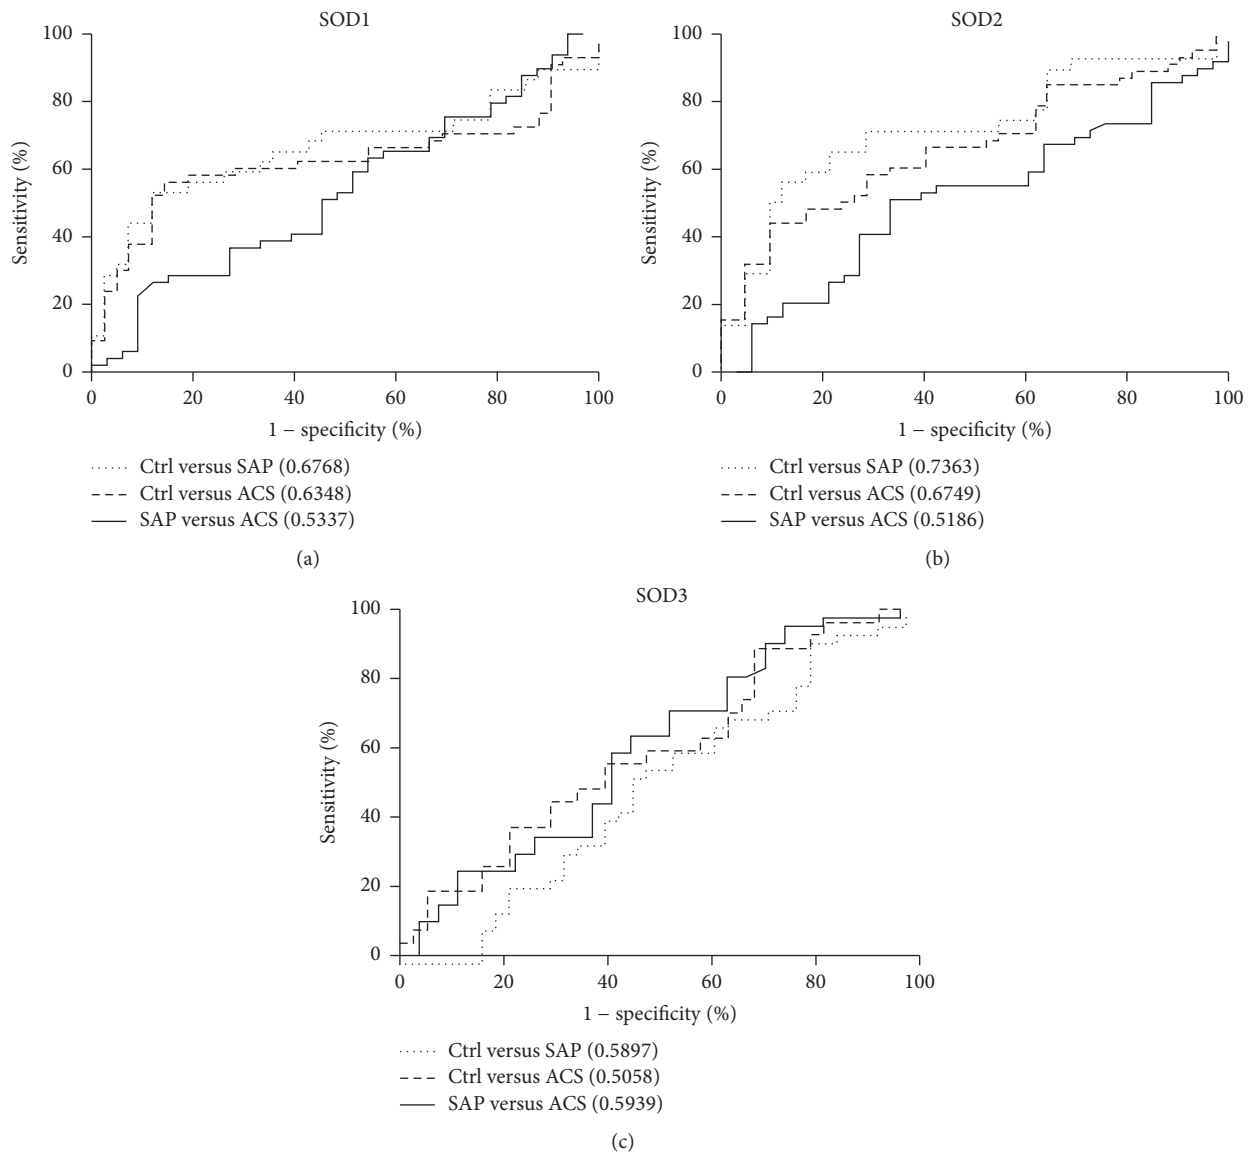 SOD1
100
80
60
40
20
0
Sensitivity (%)
0 20 40 60 80 100
1 − specificity (%)
Ctrl versus SAP (0.6768)
Ctrl versus ACS (0.6348)
SAP versus ACS (0.5337)
(a)
SOD2
100
80
60
40
20
0
Sensitivity (%)
0 20 40 60 80 100
1 − specificity (%)
Ctrl versus SAP (0.7363)
Ctrl versus ACS (0.6749)
SAP versus ACS (0.5186)
(b)
SOD3
100
80
60
40
20
0
Sensitivity (%)
0 20 40 60 80 100
1 − specificity (%)
Ctrl versus SAP (0.5897)
Ctrl versus ACS (0.5058)
SAP versus ACS (0.5939)
(c)